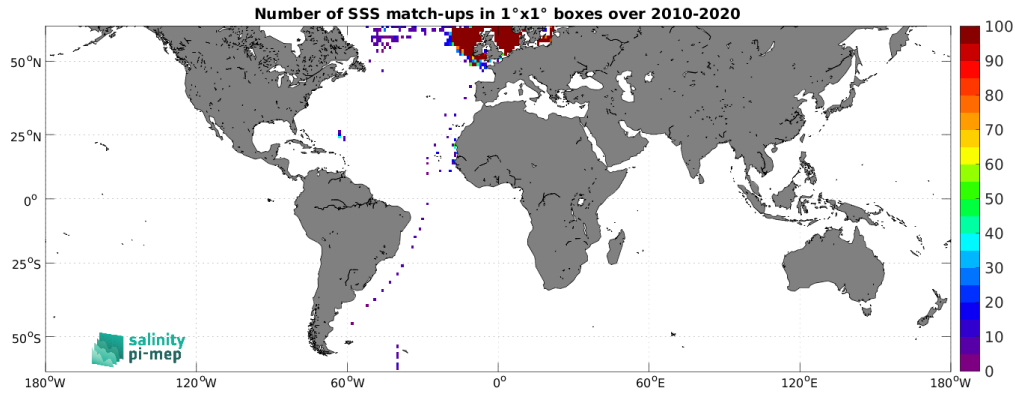 Number of SSS match-ups in 1°x1° boxes over 2010-2020
100
90
80
70
60
50
40
30
20
10
0
50°N
25°N
0°
25°S
50°S
salinity
pi-mep
180°W 120°W 60°W 0° 60°E 120°E 180°W